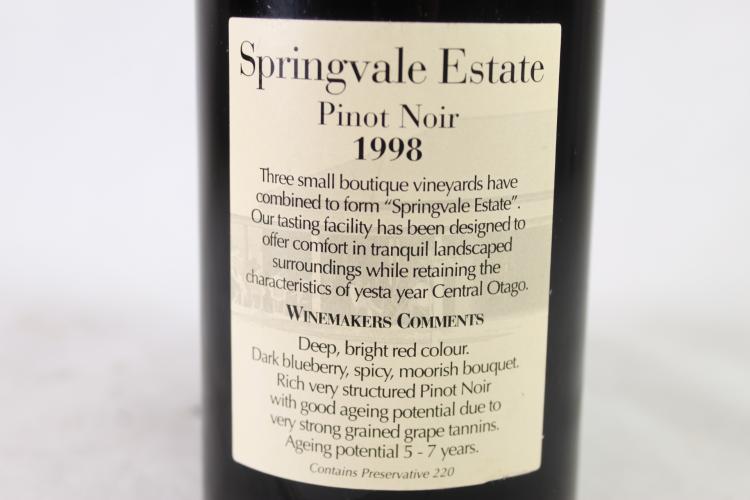 Springvale Estate
Pinot Noir
1998
Three small boutique vineyards have
combined to form "Springvale Estate".
Our tasting facility has been designed to
offer comfort in tranquil landscaped
surroundings while retaining the
characteristics of yesta year Central Otago.
WINEMAKERS COMMENTS
Deep, bright red colour.
Dark blueberry, spicy, moorish bouquet.
Rich very structured Pinot Noir
with good ageing potential due to
very strong grained grape tannins.
Ageing potential 5 - 7 years.
Contains Preservative 220